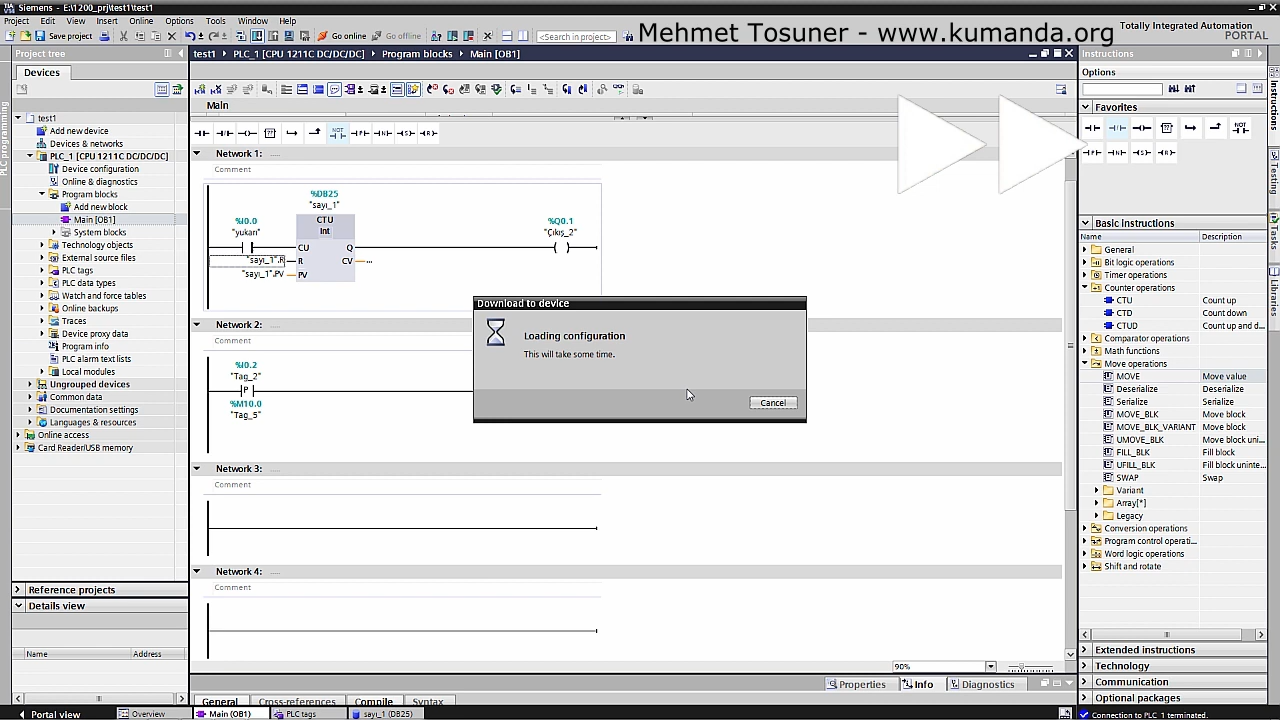 Siemens - E:\1200_prj\test1\test1
Mehmet Tosuner - www.kumanda.org
Project Edit View Insert Online Options Tools Window Help
Totally Integrated Automation
PORTAL
Save project
Go online
Go offline
<Search in project>
Project tree
test1
PLC_1 [CPU 1211C DC/DC/DC]
Program blocks
Main [OB1]
Instructions
Devices
Options
PLC programming
Main
test1
Add new device
Devices & networks
PLC_1 [CPU 1211C DC/DC/DC]
Device configuration
Online & diagnostics
Program blocks
Add new block
Main [OB1]
System blocks
Technology objects
External source files
PLC tags
PLC data types
Watch and force tables
Online backups
Traces
Device proxy data
Program info
PLC alarm text lists
Local modules
Ungrouped devices
Common data
Documentation settings
Languages & resources
Online access
Card Reader/USB memory
Reference projects
Details view
Name
Address
Network 1:
Comment
%DB25
"sayı_1"
%I0.0
"yukarı"
CTU
Int
CU
Q
R
CV
PV
"sayı_1".R
"sayı_1".PV
...
%Q0.1
"Çıkış_2"
Network 2:
Comment
%I0.2
"Tag_2"
P
%M10.0
"Tag_5"
Network 3:
Comment
Network 4:
Comment
Download to device
Loading configuration
This will take some time.
Cancel
90%
Properties
Info
Diagnostics
General
Cross-references
Compile
Syntax
Favorites
Basic instructions
Name
Description
General
Bit logic operations
Timer operations
Counter operations
CTU Count up
CTD Count down
CTUD Count up and d...
Comparator operations
Math functions
Move operations
MOVE Move value
Deserialize Deserialize
Serialize Serialize
MOVE_BLK Move block
MOVE_BLK_VARIANT Move block
UMOVE_BLK Move block uni...
FILL_BLK Fill block
UFILL_BLK Fill block uninte...
SWAP Swap
Variant
Array[*]
Legacy
Conversion operations
Program control operati...
Word logic operations
Shift and rotate
Extended instructions
Technology
Communication
Optional packages
Instructions
Testing
Tasks
Libraries
Portal view
Overview
Main (OB1)
PLC tags
sayı_1 (DB25)
Connection to PLC_1 terminated.